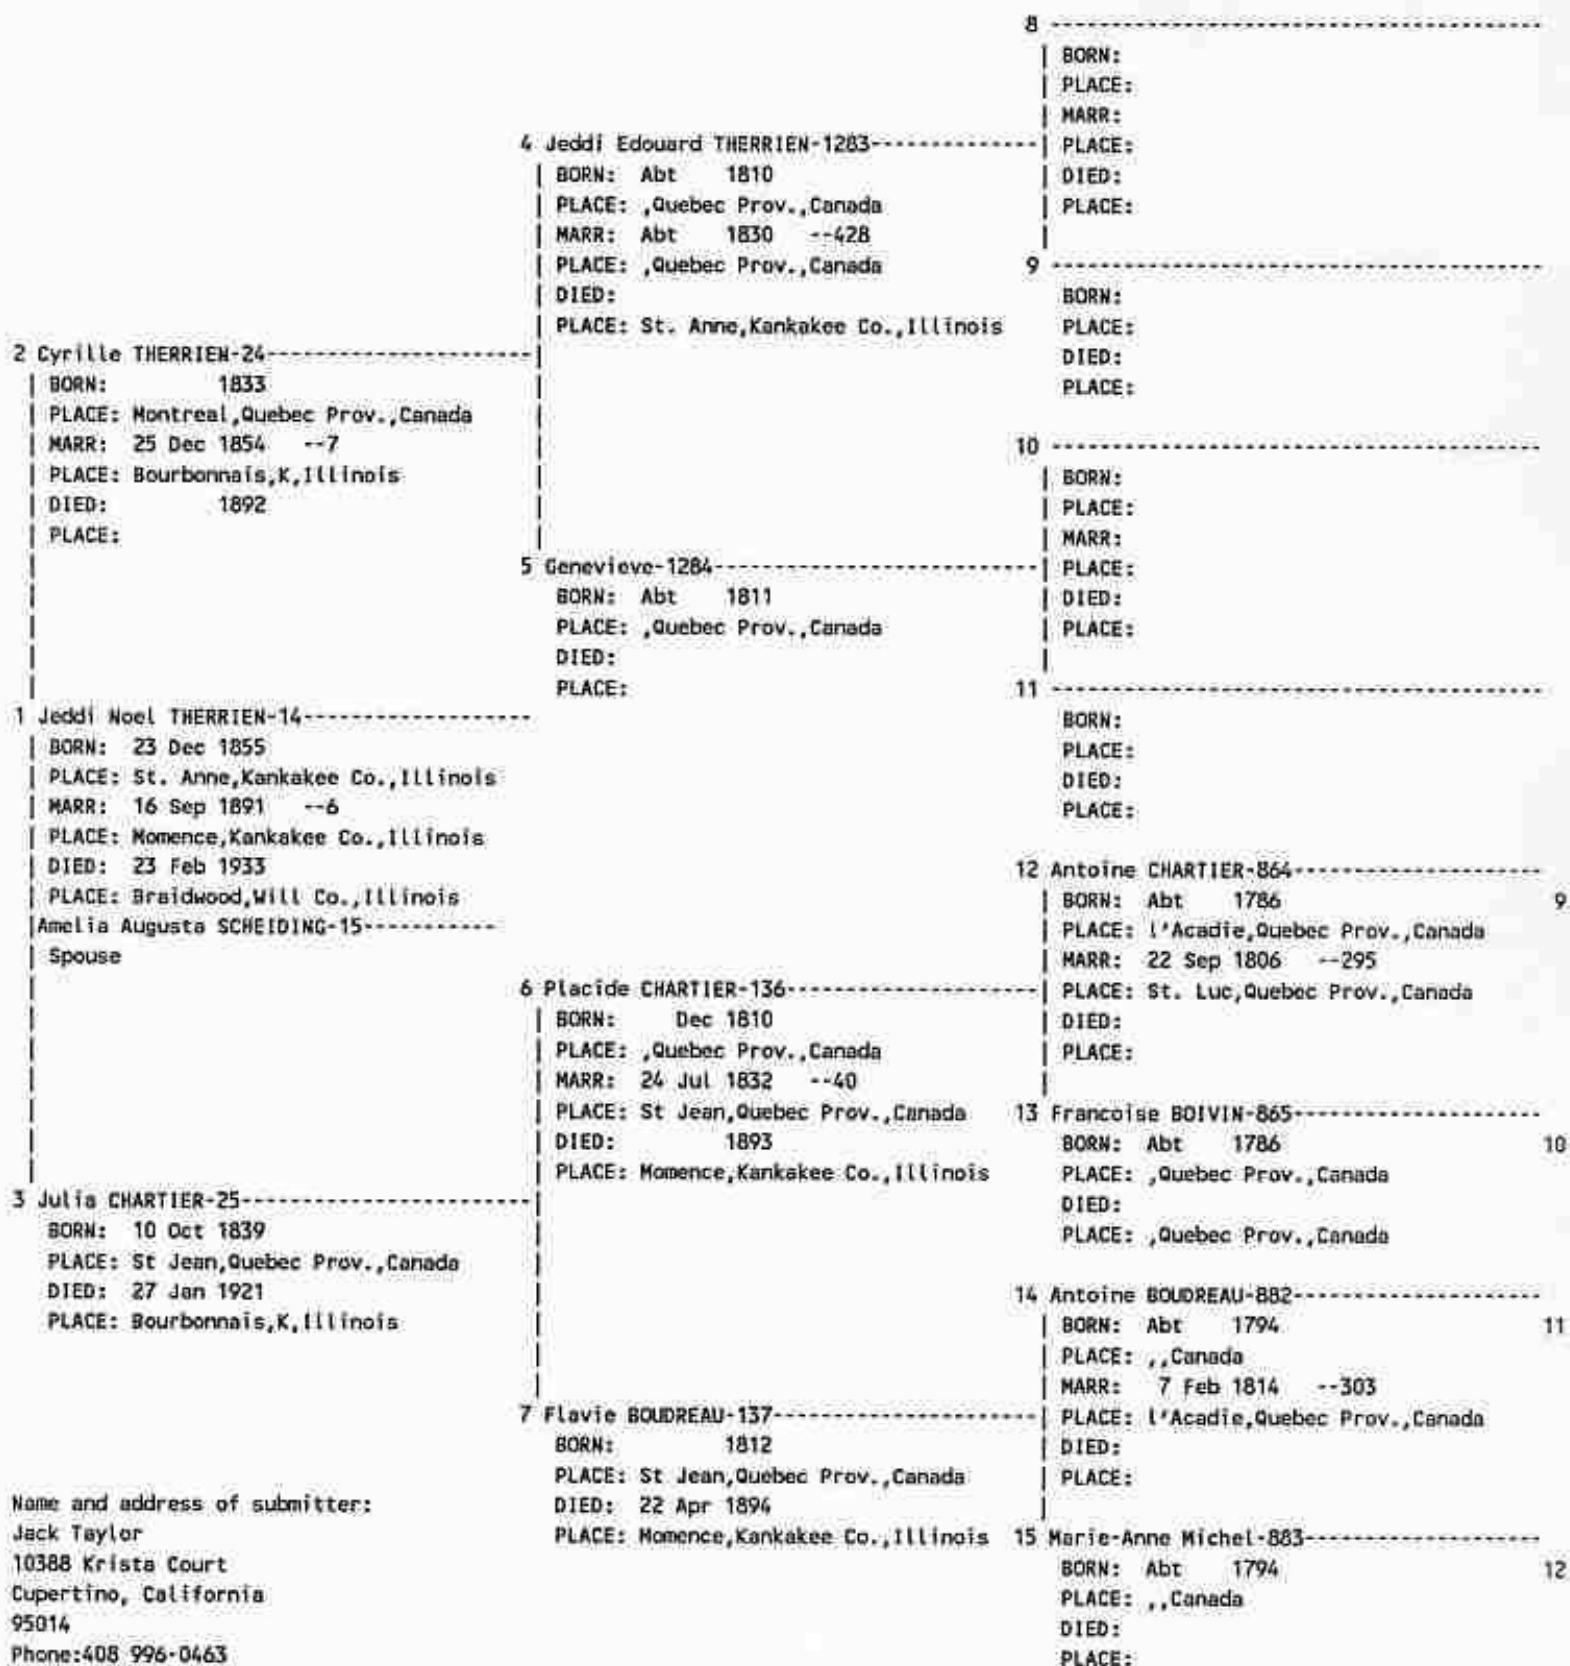 8 ----------------------------------------
BORN:
PLACE:
MARR:
4 Jeddi Edouard THERRIEN-1283--------------| PLACE:
| BORN: Abt 1810 | DIED:
| PLACE: ,Quebec Prov.,Canada | PLACE:
| MARR: Abt 1830 --428
| PLACE: ,Quebec Prov.,Canada 9 ----------------------------------------
| DIED: BORN:
| PLACE: St. Anne,Kankakee Co.,Illinois PLACE:
2 Cyrille THERRIEN-24----------------------| DIED:
| BORN: 1833 PLACE:
| PLACE: Montreal,Quebec Prov.,Canada
| MARR: 25 Dec 1854 --7 10 ----------------------------------------
| PLACE: Bourbonnais,K,Illinois | BORN:
| DIED: 1892 | PLACE:
| PLACE: | MARR:
5 Genevieve-1284---------------------------| PLACE:
BORN: Abt 1811 | DIED:
PLACE: ,Quebec Prov.,Canada | PLACE:
DIED:
PLACE: 11 ----------------------------------------
1 Jeddi Noel THERRIEN-14-------------------
| BORN: 23 Dec 1855 BORN:
| PLACE: St. Anne,Kankakee Co.,Illinois PLACE:
| MARR: 16 Sep 1891 --6 DIED:
| PLACE: Momence,Kankakee Co.,Illinois PLACE:
| DIED: 23 Feb 1933
| PLACE: Braidwood,Will Co.,Illinois
12 Antoine CHARTIER-864--------------------
| BORN: Abt 1786 9
|Amelia Augusta SCHEIDING-15-----------
| PLACE: l'Acadie,Quebec Prov.,Canada
| Spouse
| MARR: 22 Sep 1806 --295
6 Placide CHARTIER-136---------------------| PLACE: St. Luc,Quebec Prov.,Canada
| BORN: Dec 1810 | DIED:
| PLACE: ,Quebec Prov.,Canada | PLACE:
| MARR: 24 Jul 1832 --40
| PLACE: St Jean,Quebec Prov.,Canada 13 Francoise BOIVIN-865--------------------
| DIED: 1893 BORN: Abt 1786 10
| PLACE: Momence,Kankakee Co.,Illinois PLACE: ,Quebec Prov.,Canada
3 Julia CHARTIER-25------------------------| DIED:
BORN: 10 Oct 1839 PLACE: ,Quebec Prov.,Canada
PLACE: St Jean,Quebec Prov.,Canada
DIED: 27 Jan 1921 14 Antoine BOUDREAU-882--------------------
PLACE: Bourbonnais,K,Illinois | BORN: Abt 1794 11
| PLACE: ,,Canada
| MARR: 7 Feb 1814 --303
7 Flavie BOUDREAU-137----------------------| PLACE: l'Acadie,Quebec Prov.,Canada
BORN: 1812 | DIED:
PLACE: St Jean,Quebec Prov.,Canada | PLACE:
Name and address of submitter: DIED: 22 Apr 1894
Jack Taylor PLACE: Momence,Kankakee Co.,Illinois 15 Marie-Anne Michel-883-------------------
10388 Krista Court BORN: Abt 1794 12
Cupertino, California PLACE: ,,Canada
95014 DIED:
Phone:408 996-0463 PLACE: